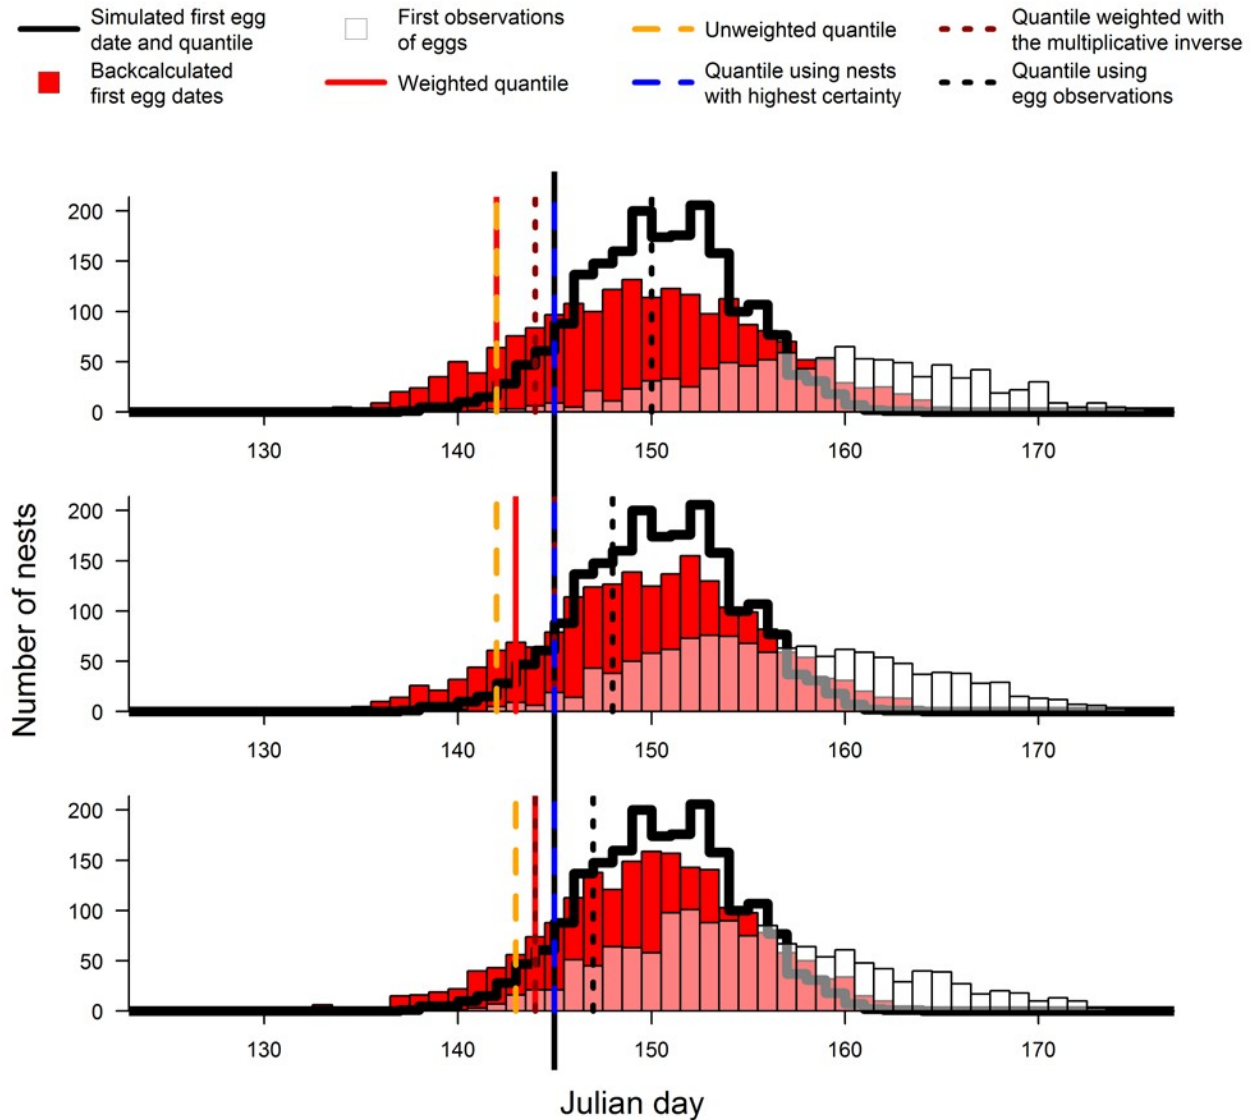 Simulated first egg
date and quantile
First observations
of eggs
Unweighted quantile
Quantile weighted with
the multiplicative inverse
Backcalculated
first egg dates
Weighted quantile
Quantile using nests
with highest certainty
Quantile using
egg observations
200
150
100
50
0
130 140 150 160 170
Number of nests
200
150
100
50
0
130 140 150 160 170
200
150
100
50
0
130 140 150 160 170
Julian day